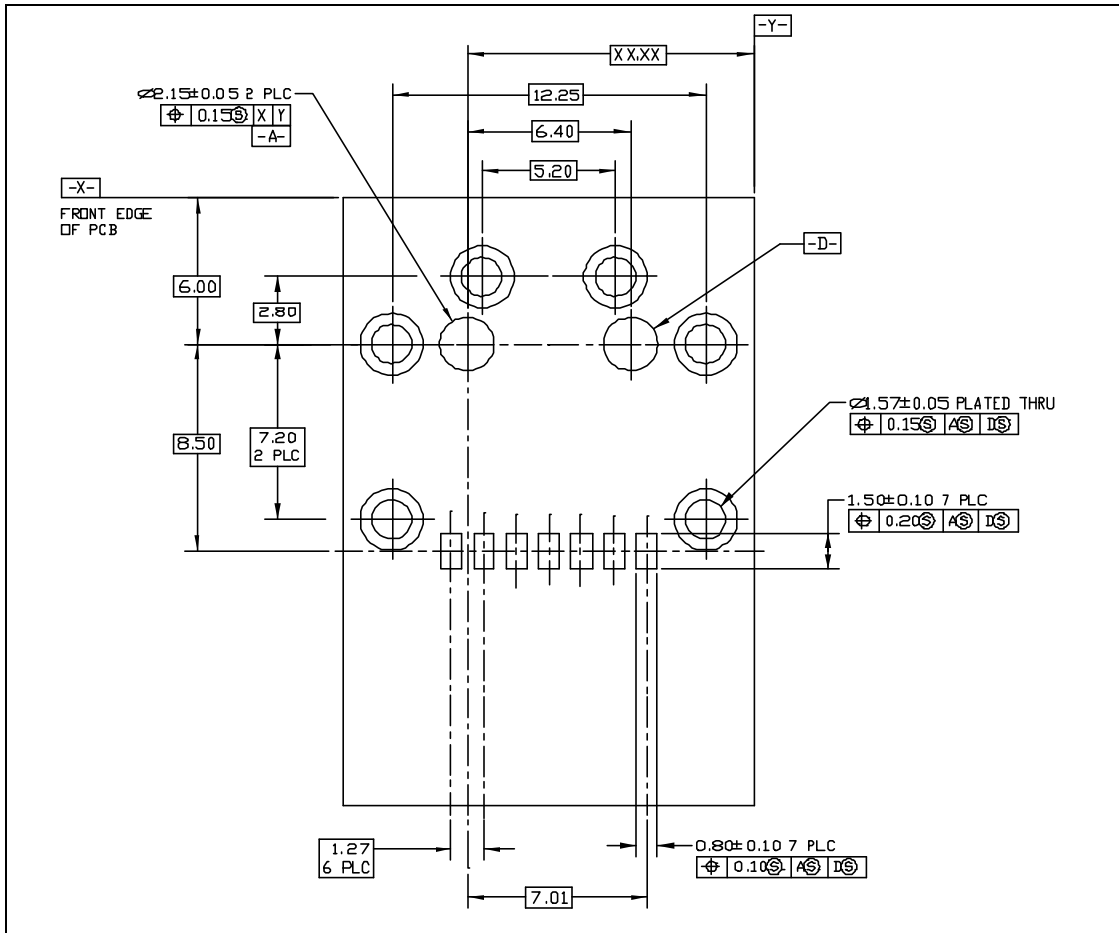 -Y-
XX.XX
⌀2.15±0.05 2 PLC
⌖ 0.15Ⓢ X Y
-A-
12.25
6.40
5.20
-X-
FRONT EDGE
OF PCB
-D-
6.00
2.80
⌀1.57±0.05 PLATED THRU
⌖ 0.15Ⓢ AⓈ DⓈ
8.50
7.20
2 PLC
1.50±0.10 7 PLC
⌖ 0.20Ⓢ AⓈ DⓈ
1.27
6 PLC
0.80±0.10 7 PLC
⌖ 0.10Ⓢ AⓈ DⓈ
7.01